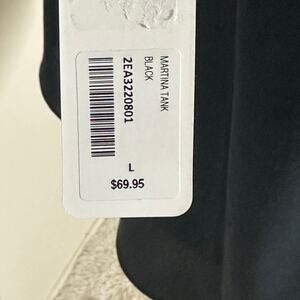 MARTINA TANK
BLACK
2EA3220801
L
$69.95